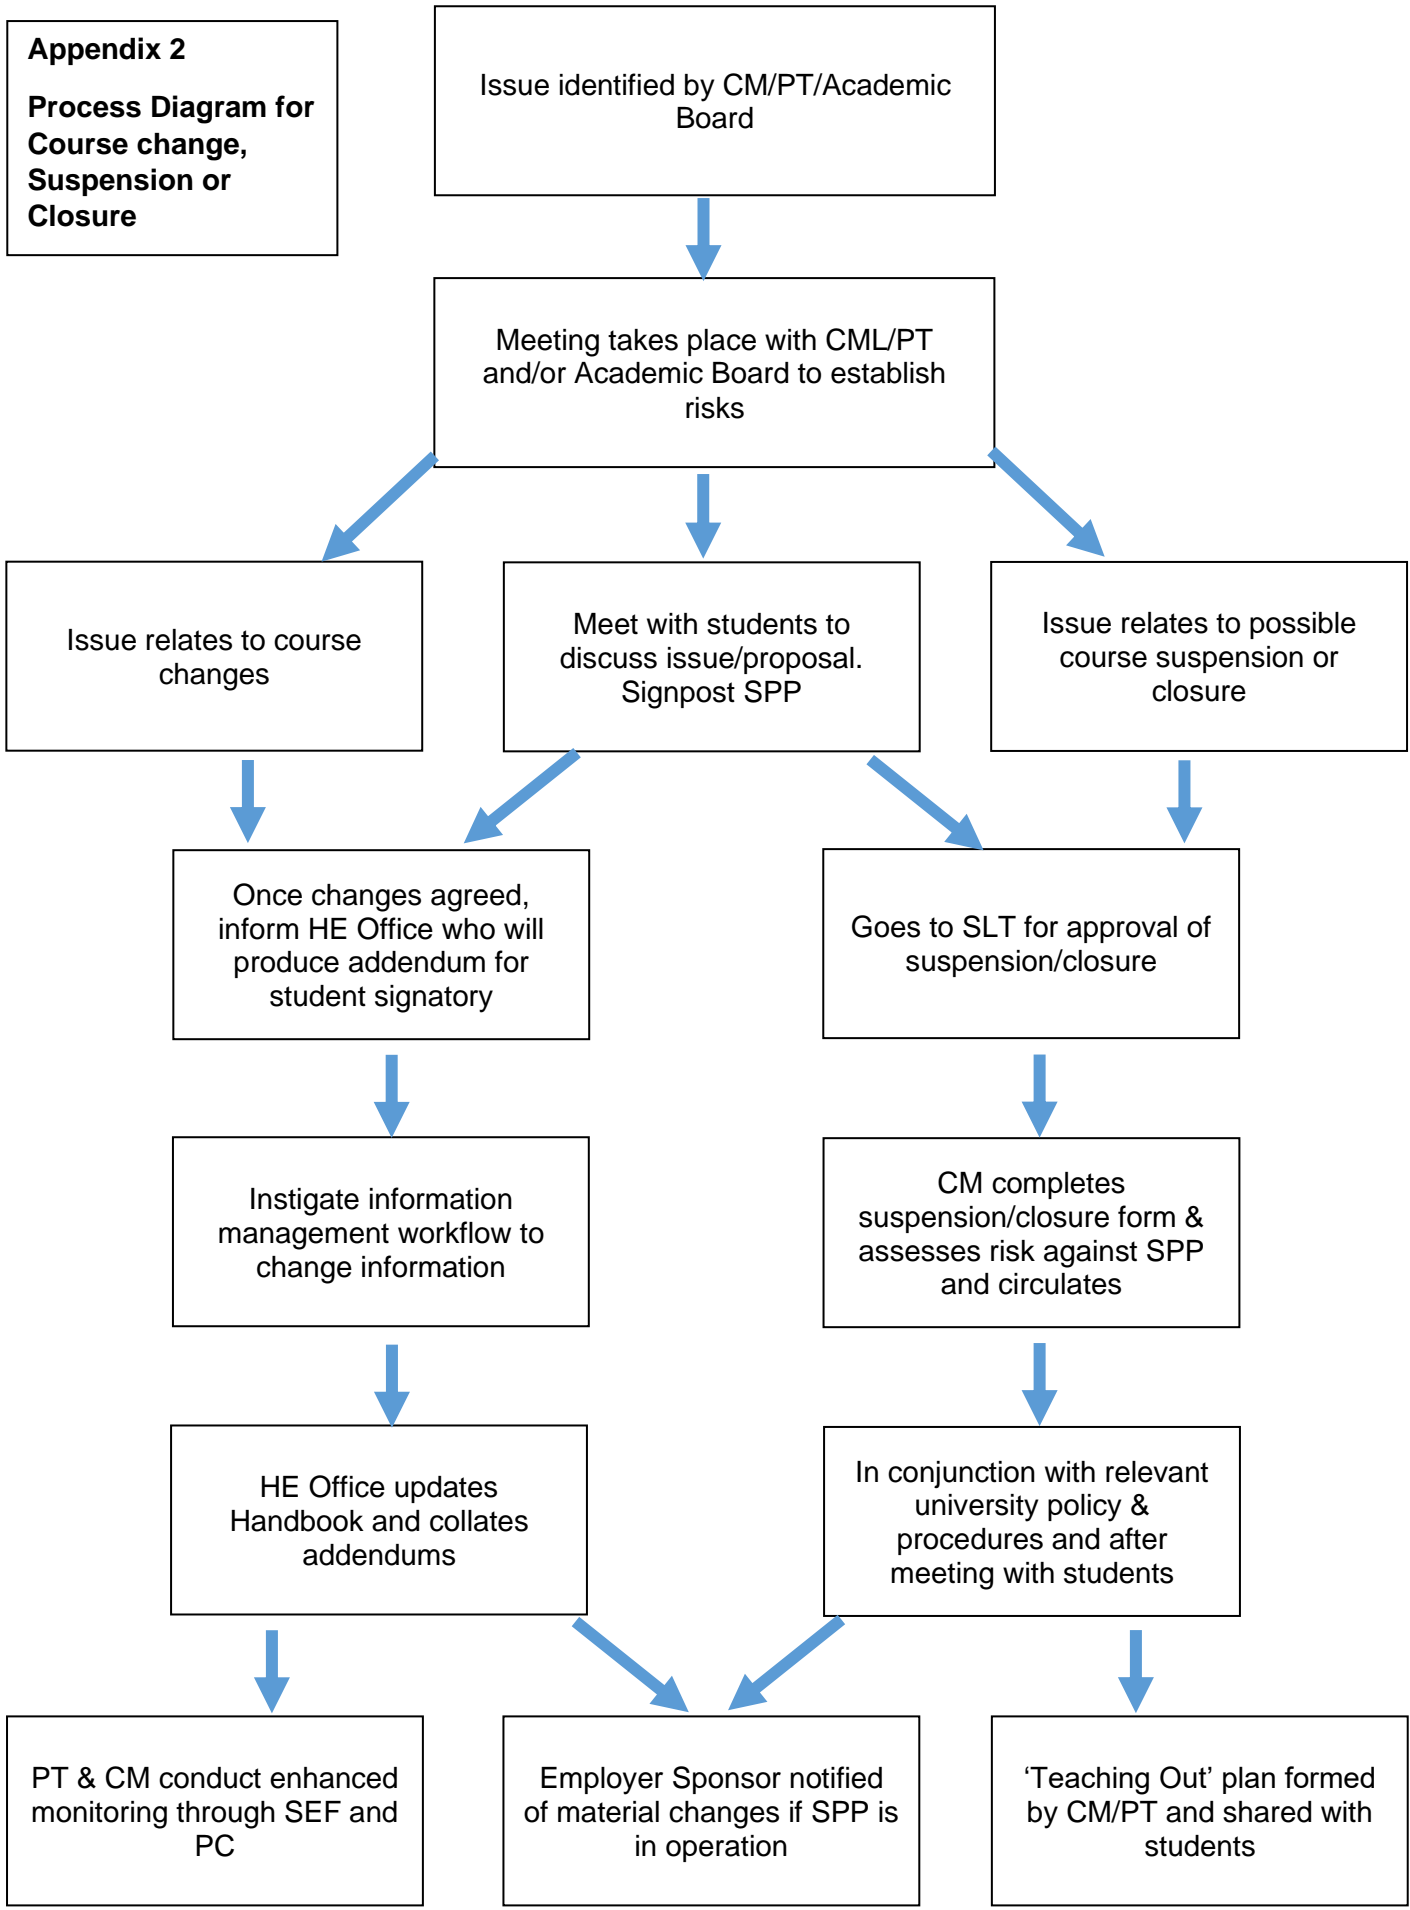 Appendix 2
Process Diagram for
Course change,
Suspension or
Closure
Issue identified by CM/PT/Academic
Board
Meeting takes place with CML/PT
and/or Academic Board to establish
risks
Issue relates to course
changes
Meet with students to
discuss issue/proposal.
Signpost SPP
Issue relates to possible
course suspension or
closure
Once changes agreed,
inform HE Office who will
produce addendum for
student signatory
Goes to SLT for approval of
suspension/closure
Instigate information
management workflow to
change information
CM completes
suspension/closure form &
assesses risk against SPP
and circulates
HE Office updates
Handbook and collates
addendums
In conjunction with relevant
university policy &
procedures and after
meeting with students
PT & CM conduct enhanced
monitoring through SEF and
PC
Employer Sponsor notified
of material changes if SPP is
in operation
‘Teaching Out’ plan formed
by CM/PT and shared with
students